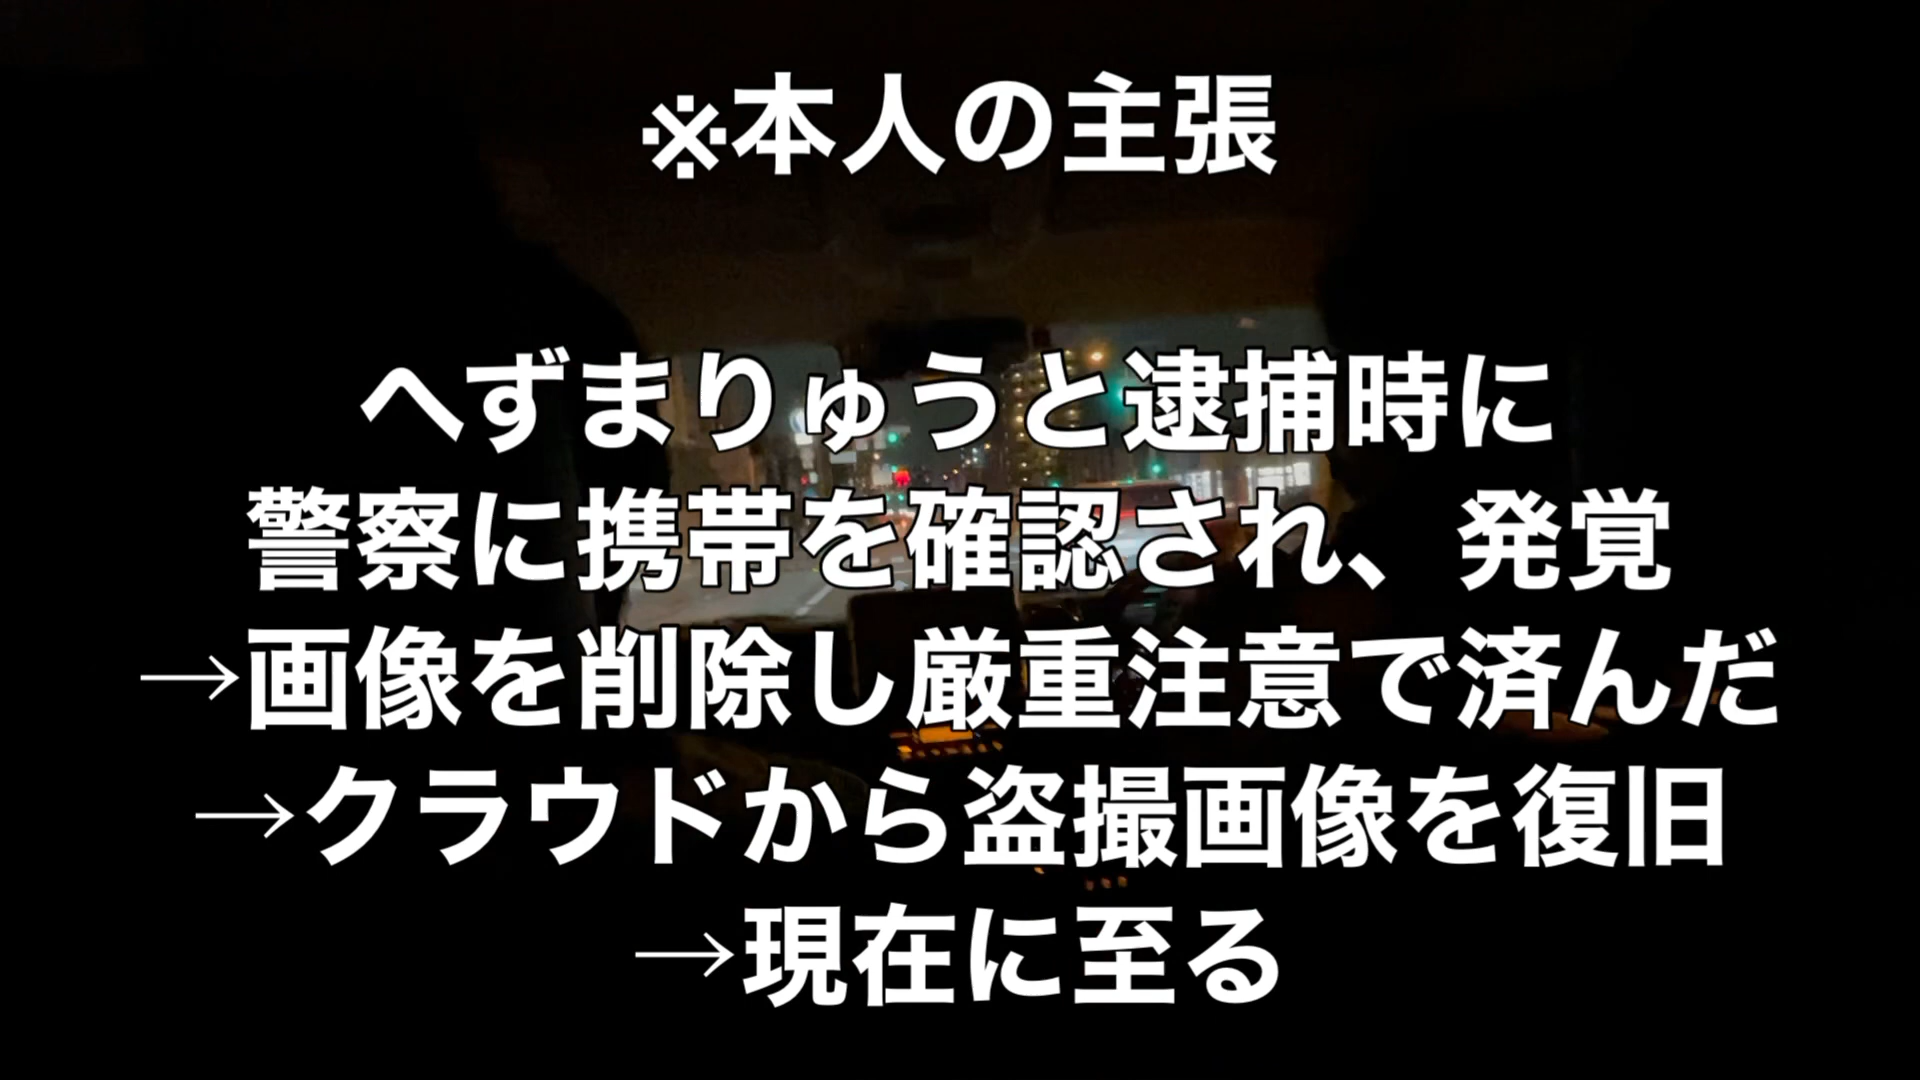 ※本人の主張
へずまりゅうと逮捕時に
警察に携帯を確認され、発覚
→画像を削除し厳重注意で済んだ
→クラウドから盗撮画像を復旧
→現在に至る